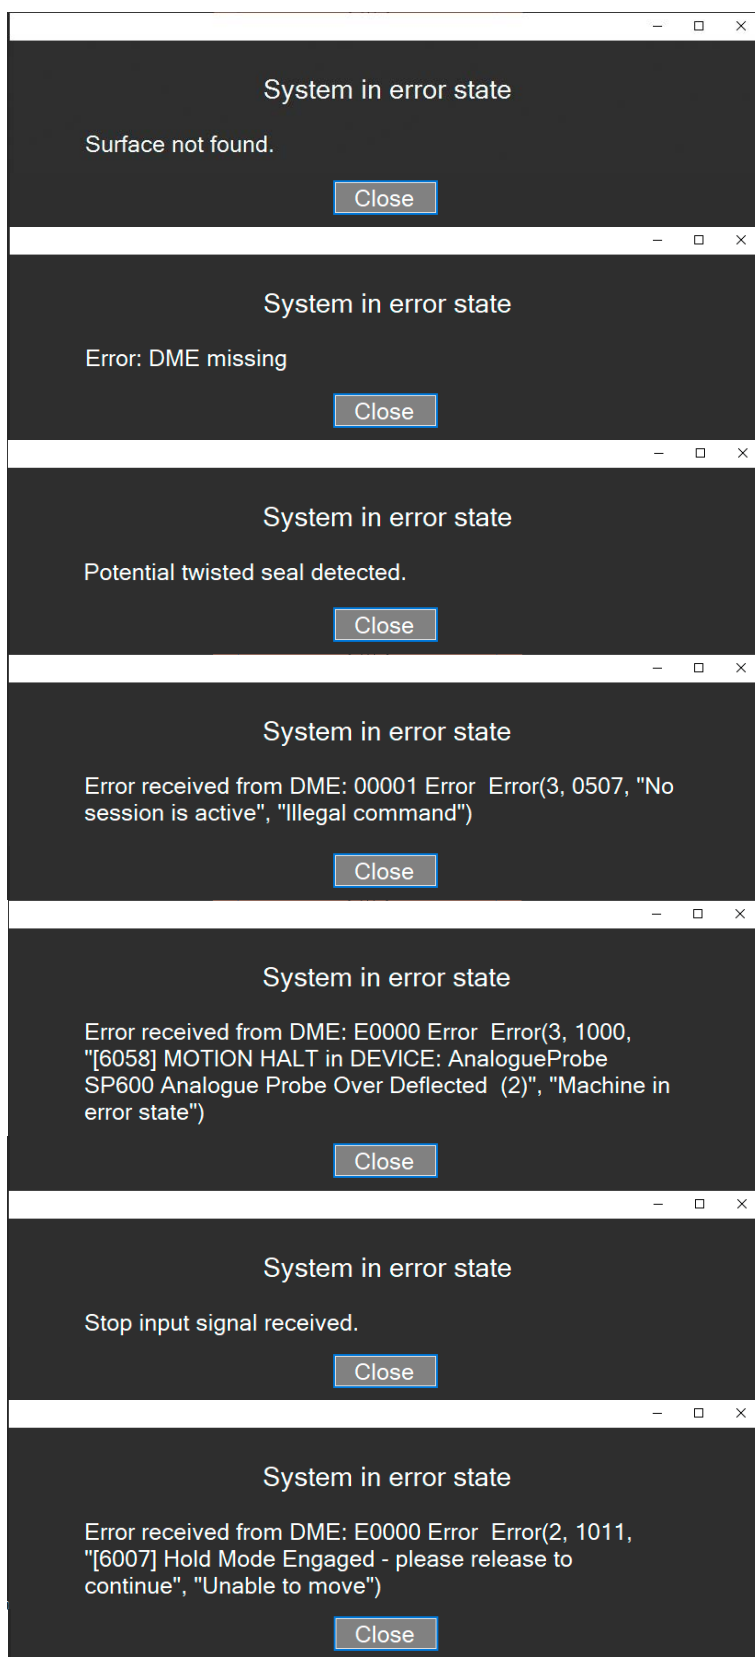 System in error state
Surface not found.
Close
System in error state
Error: DME missing
Close
System in error state
Potential twisted seal detected.
Close
System in error state
Error received from DME: 00001 Error  Error(3, 0507, "No
session is active", "Illegal command")
Close
System in error state
Error received from DME: E0000 Error  Error(3, 1000,
"[6058] MOTION HALT in DEVICE: AnalogueProbe
SP600 Analogue Probe Over Deflected  (2)", "Machine in
error state")
Close
System in error state
Stop input signal received.
Close
System in error state
Error received from DME: E0000 Error  Error(2, 1011,
"[6007] Hold Mode Engaged - please release to
continue", "Unable to move")
Close